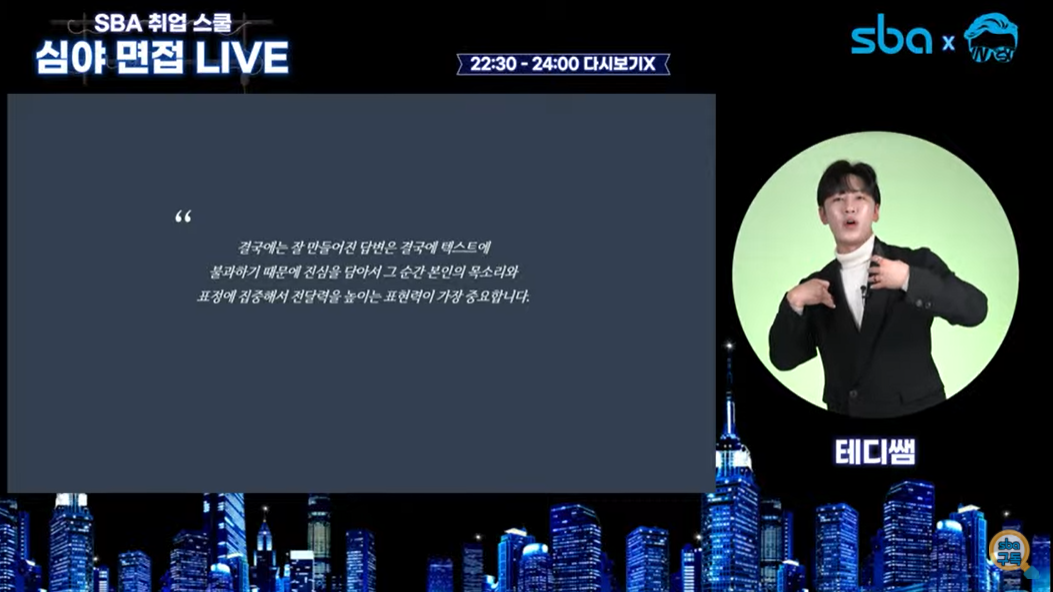 SBA 취업 스쿨
심야 면접 LIVE
22:30 - 24:00 다시보기X
sba x
“
결국에는 잘 만들어진 답변은 결국에 텍스트에
불과하기 때문에 진심을 담아서 그 순간 본인의 목소리와
표정에 집중해서 전달력을 높이는 표현력이 가장 중요합니다.
테디쌤
sba
구독